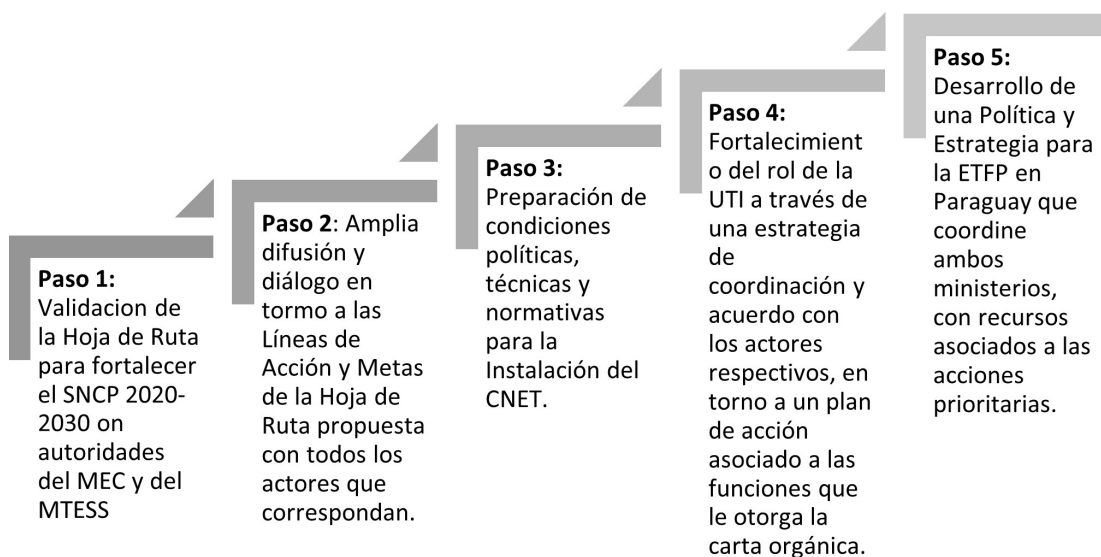 Paso 1:
Validacion de
la Hoja de Ruta
para fortalecer
el SNCP 2020-
2030 on
autoridades
del MEC y del
MTESS
Paso 2: Amplia
difusión y
diálogo en
tormo a las
Líneas de
Acción y Metas
de la Hoja de
Ruta propuesta
con todos los
actores que
correspondan.
Paso 3:
Preparación de
condiciones
políticas,
técnicas y
normativas
para la
Instalación del
CNET.
Paso 4:
Fortalecimient
o del rol de la
UTI a través de
una estrategia
de
coordinación y
acuerdo con
los actores
respectivos, en
torno a un plan
de acción
asociado a las
funciones que
le otorga la
carta orgánica.
Paso 5:
Desarrollo de
una Política y
Estrategia para
la ETFP en
Paraguay que
coordine
ambos
ministerios,
con recursos
asociados a las
acciones
prioritarias.